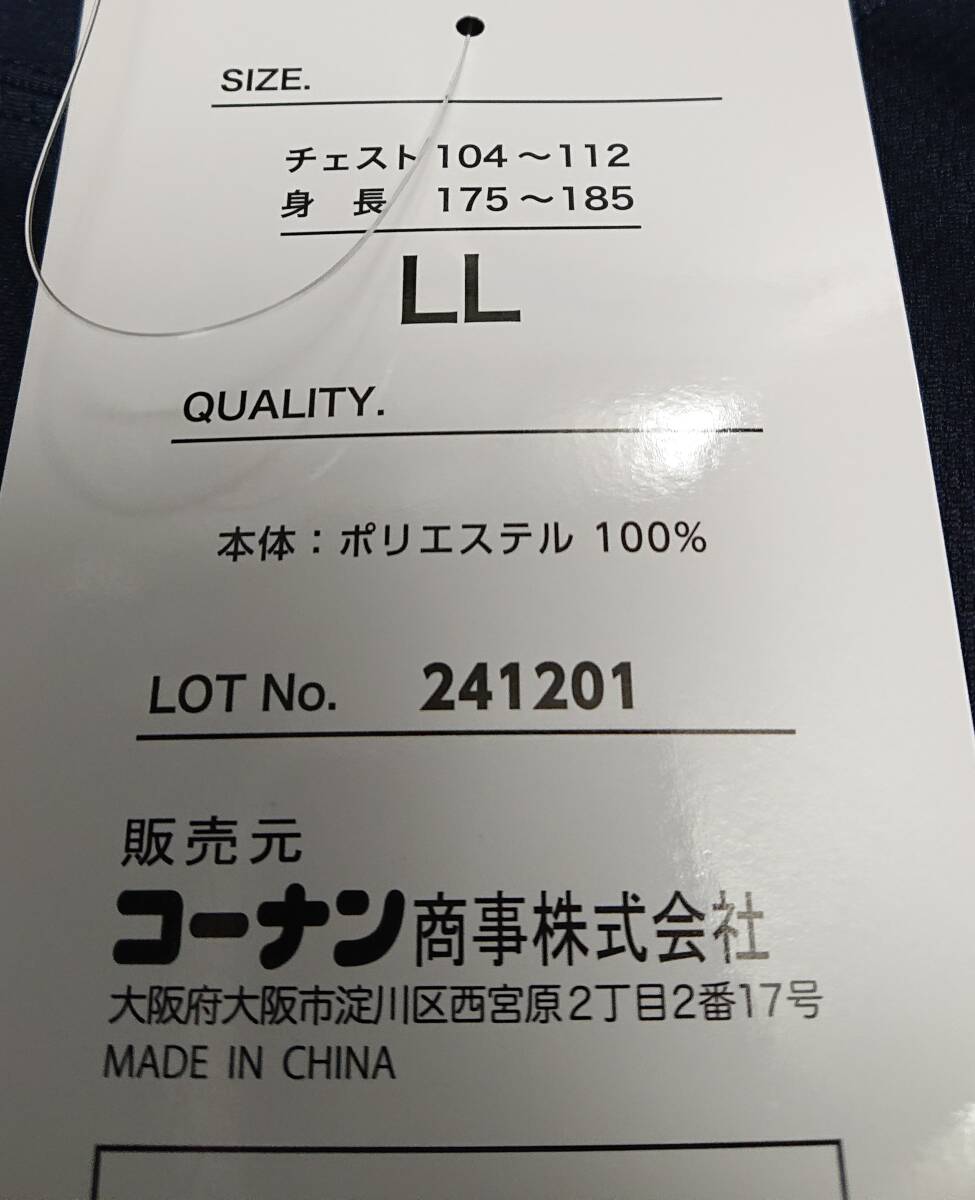 SIZE.
チェスト 104～112
身 長 175～185
LL
QUALITY.
本体：ポリエステル 100%
LOT No. 241201
販売元
コーナン商事株式会社
大阪府大阪市淀川区西宮原2丁目2番17号
MADE IN CHINA